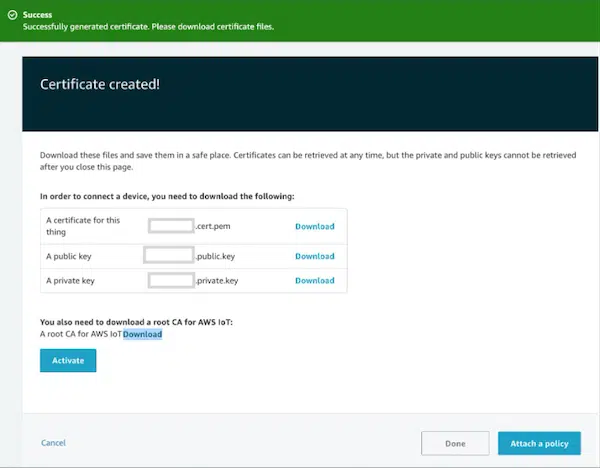 Success
Successfully generated certificate. Please download certificate files.
Certificate created!
Download these files and save them in a safe place. Certificates can be retrieved at any time, but the private and public keys cannot be retrieved
after you close this page.
In order to connect a device, you need to download the following:
A certificate for this
thing
.cert.pem
Download
A public key
.public.key
Download
A private key
.private.key
Download
You also need to download a root CA for AWS IoT:
A root CA for AWS IoT Download
Activate
Cancel
Done
Attach a policy